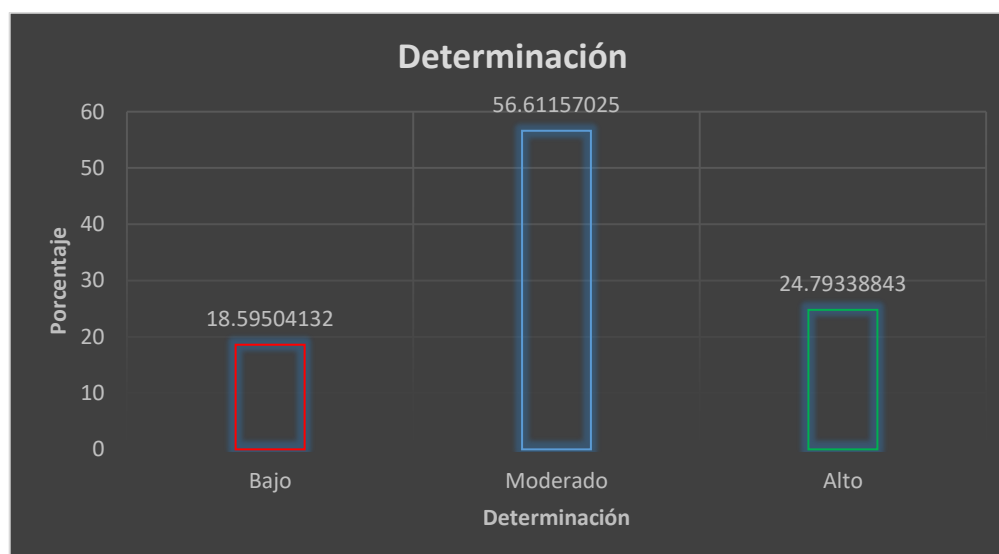 Determinación
56.61157025
60
50
40
Porcentaje
30
24.79338843
18.59504132
20
10
0
Bajo
Moderado
Alto
Determinación